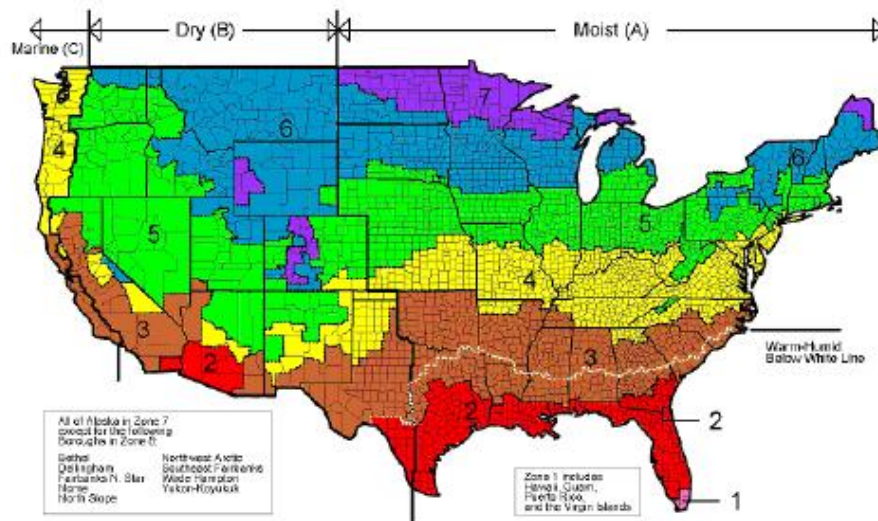 Marine (C)
Dry (B)
Moist (A)
7
6
6
4
5
5
4
3
3
2
2
Warm-Humid
Below White Line
2
1
All of Alaska in Zone 7
except for the following
Boroughs in Zone 8:
Bethel
Dellingham
Fairbanks N. Star
Nome
North Slope
Northwest Arctic
Southeast Fairbanks
Wade Hampton
Yukon-Koyukuk
Zone 1 includes
Hawaii, Guam,
Puerto Rico,
and the Virgin Islands